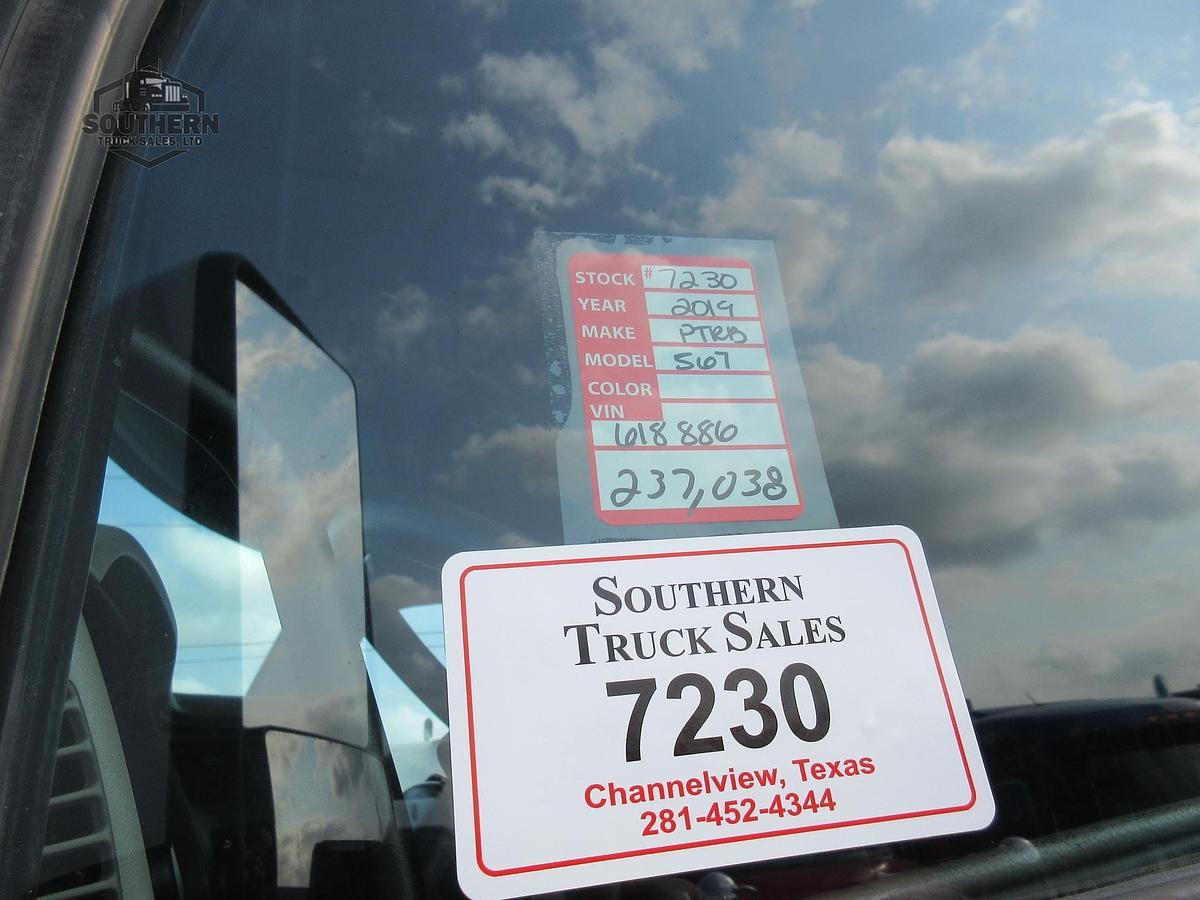 SOUTHERN
TRUCK SALES, LTD
STOCK # 7230
YEAR 2019
MAKE PTRB
MODEL 567
COLOR
VIN
618886
237,038
SOUTHERN
TRUCK SALES
7230
Channelview, Texas
281-452-4344